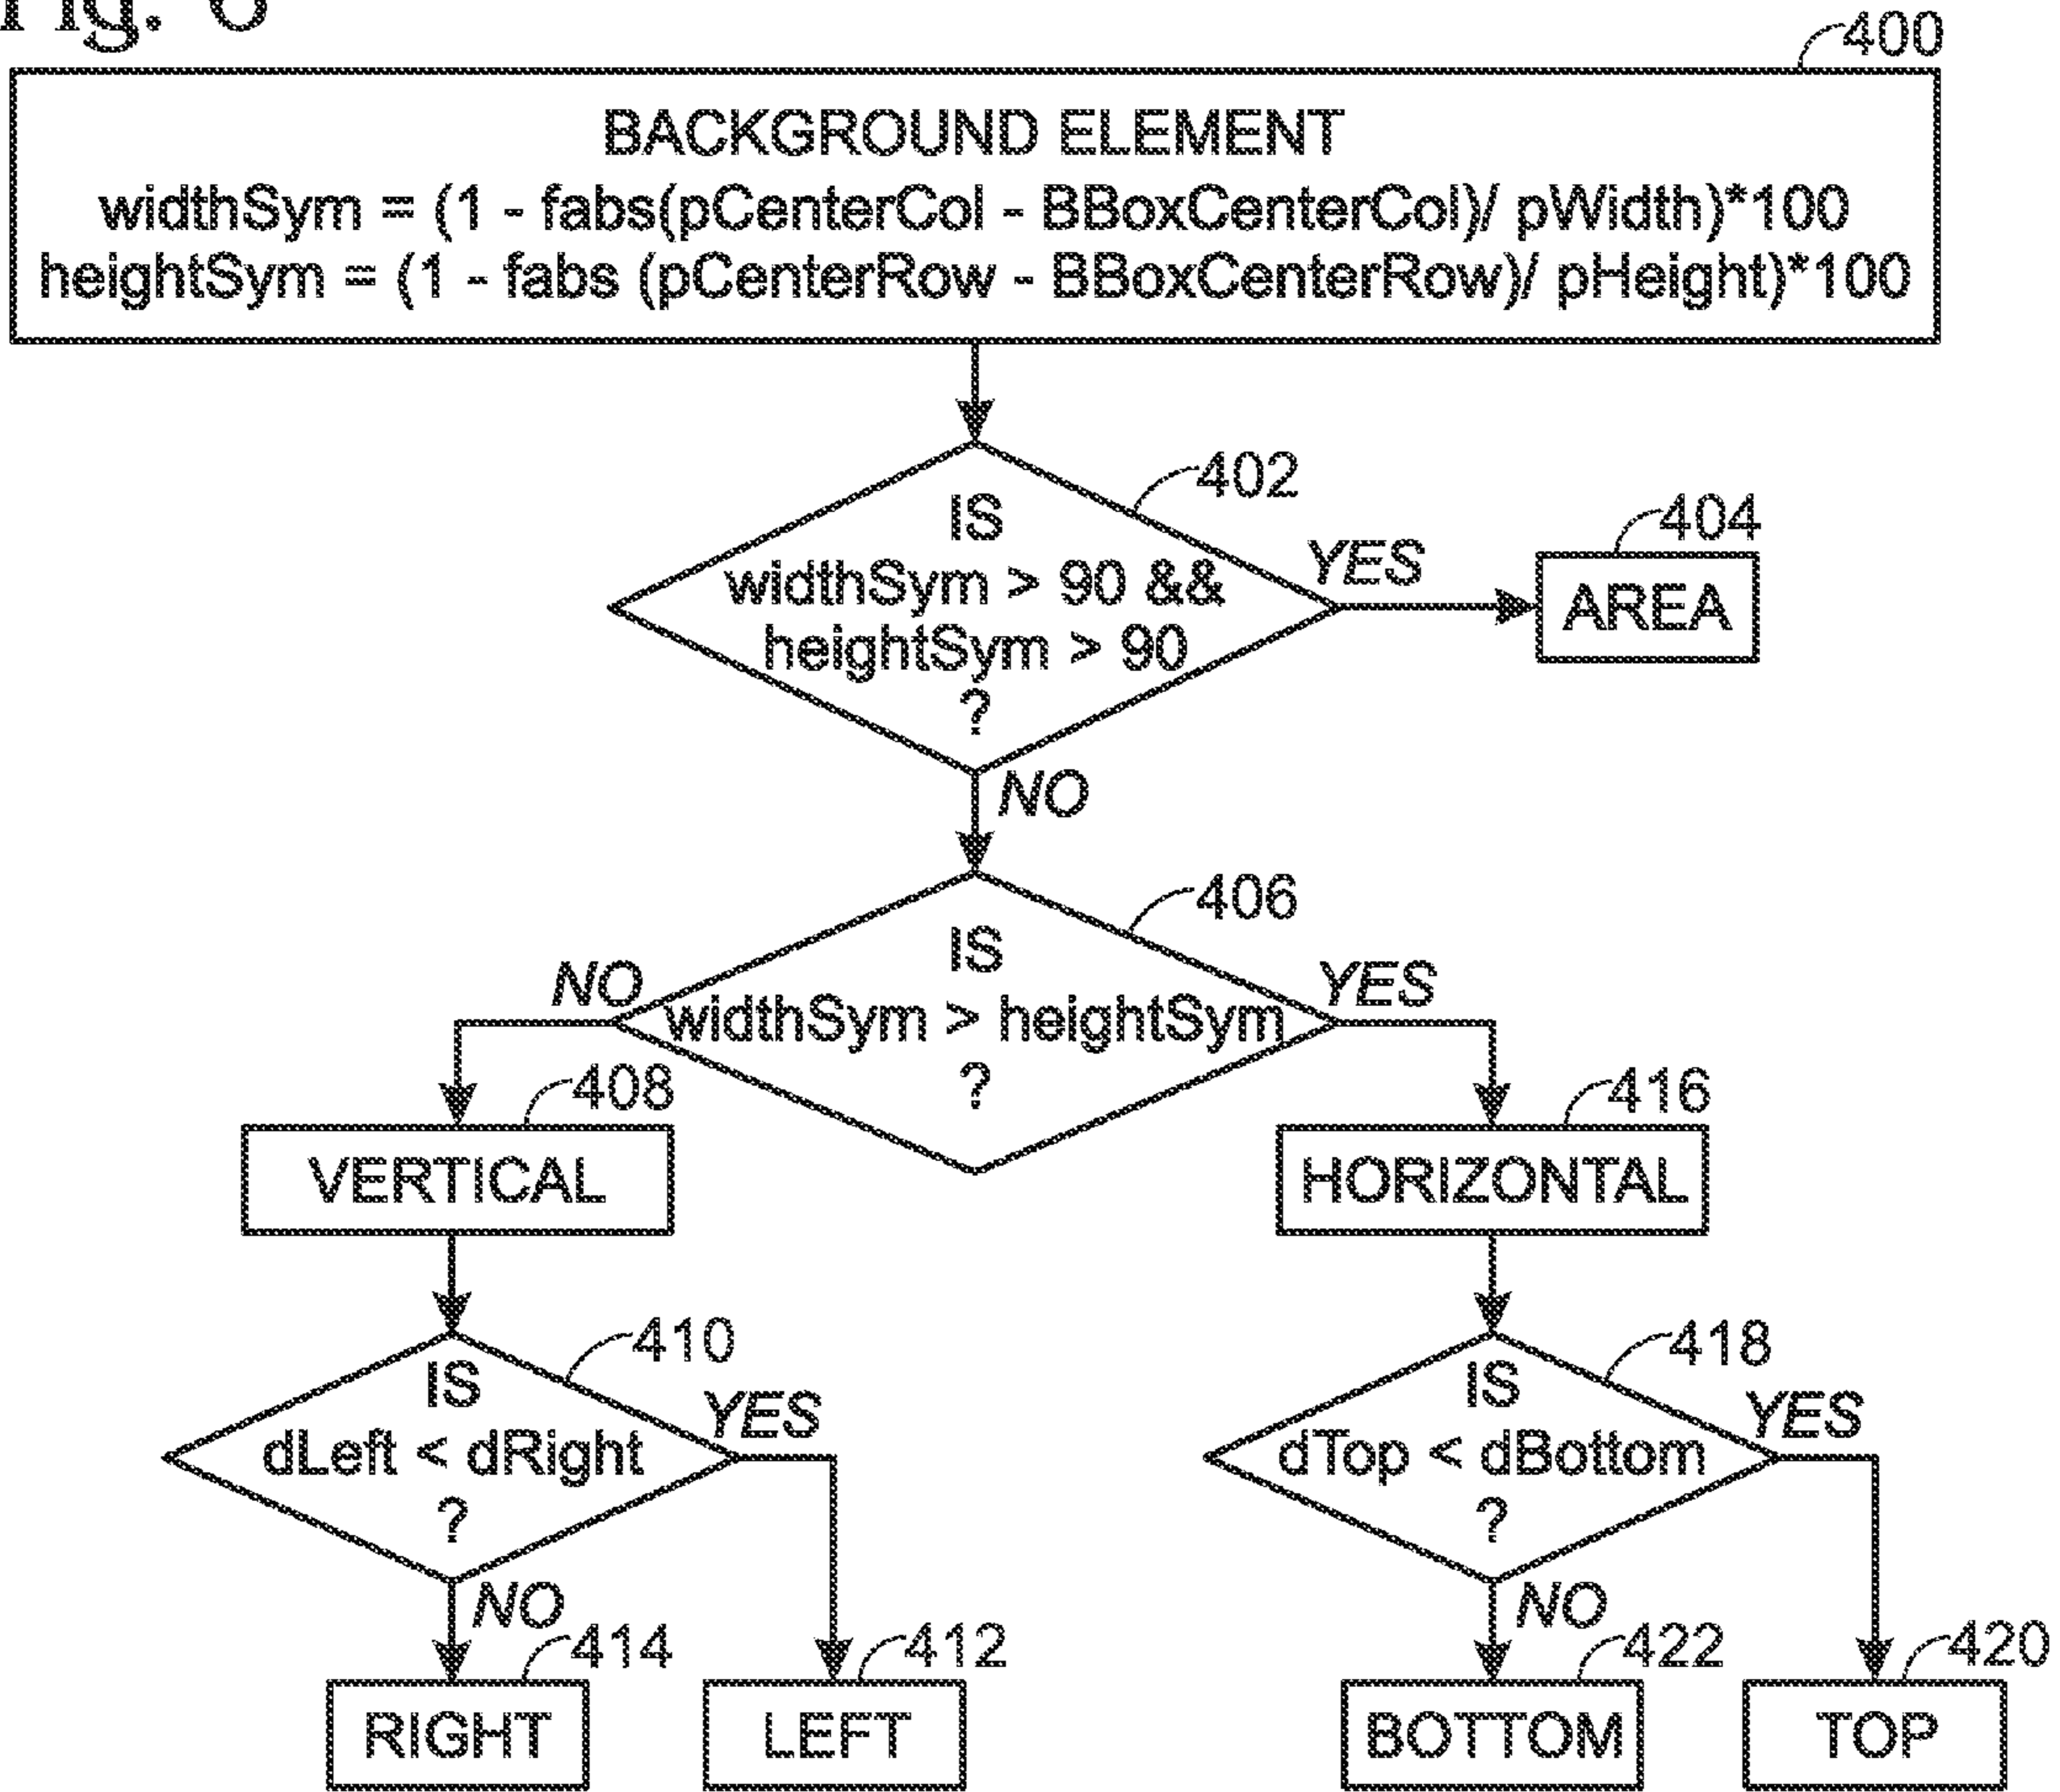 Fig. 8
400
BACKGROUND ELEMENT
widthSym = (1 - fabs(pCenterCol - BBoxCenterCol)/ pWidth)*100
heightSym = (1 - fabs (pCenterRow - BBoxCenterRow)/ pHeight)*100
402
IS
widthSym > 90 &&
heightSym > 90
?
YES
404
AREA
NO
406
IS
widthSym > heightSym
?
NO
YES
408
VERTICAL
416
HORIZONTAL
410
IS
dLeft < dRight
?
YES
NO
418
IS
dTop < dBottom
?
YES
NO
414
RIGHT
412
LEFT
422
BOTTOM
420
TOP